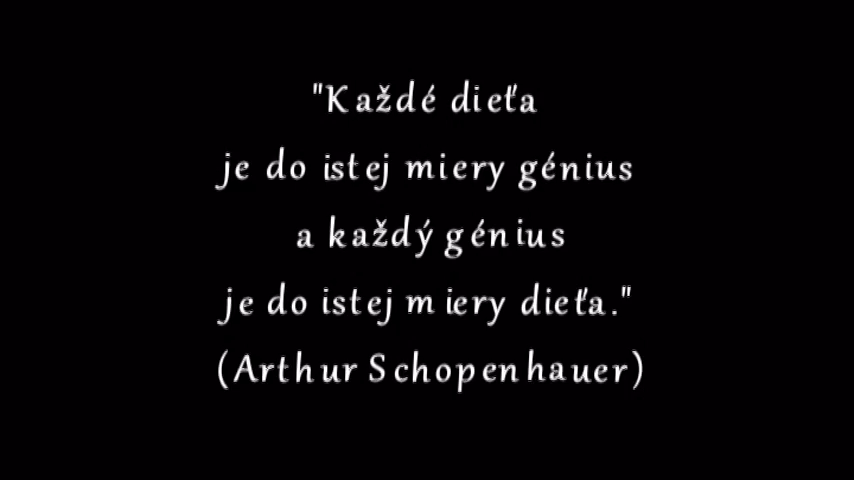 "Každé dieťa
je do istej miery génius
a každý génius
je do istej miery dieťa."
(Arthur Schopenhauer)